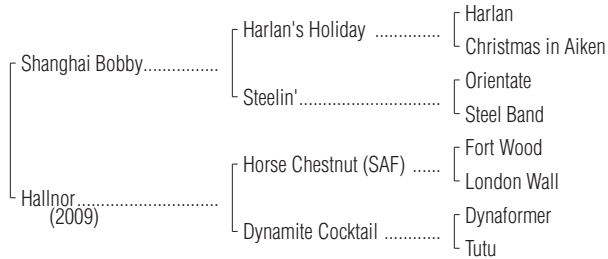 Harlan
Harlan's Holiday ..............
Christmas in Aiken
Shanghai Bobby................
Orientate
Steelin'..............................
Steel Band
Fort Wood
Horse Chestnut (SAF) ......
London Wall
Hallnor..............................
(2009)
Dynamer
Dynamite Cocktail ............
Tutu